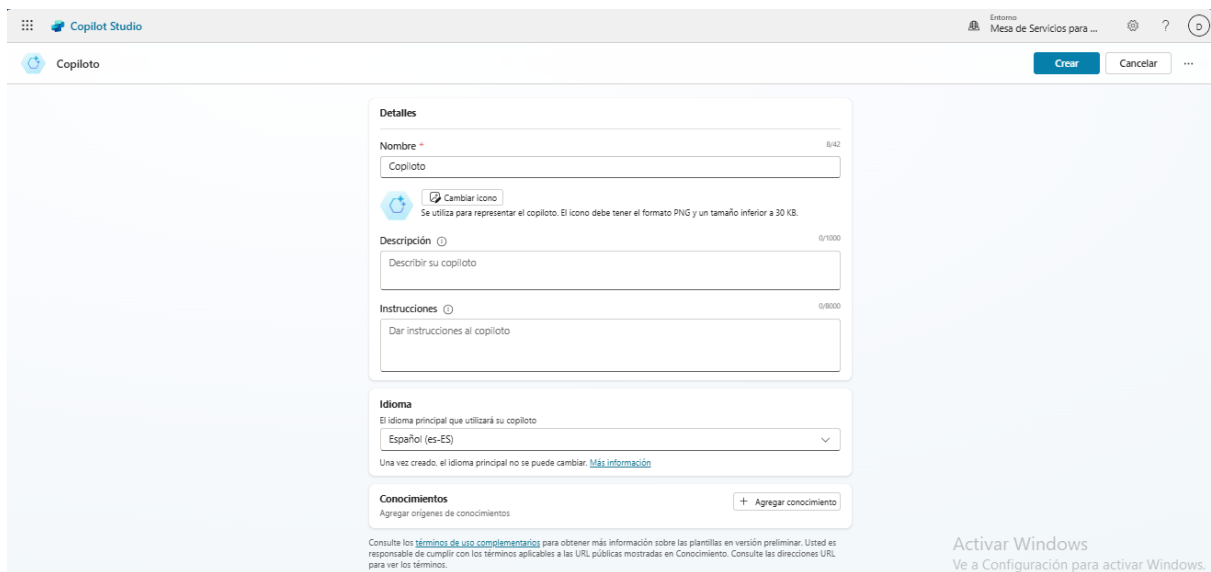 Copilot Studio
Entorno
Mesa de Servicios para ...
?
D
Copiloto
Crear
Cancelar
...
Detalles
Nombre *
8/42
Copiloto
Cambiar icono
Se utiliza para representar el copiloto. El icono debe tener el formato PNG y un tamaño inferior a 30 KB.
Descripción
0/1000
Describir su copiloto
Instrucciones
0/8000
Dar instrucciones al copiloto
Idioma
El idioma principal que utilizará su copiloto
Español (es-ES)
Una vez creado, el idioma principal no se puede cambiar. Más información
Conocimientos
Agregar orígenes de conocimientos
+ Agregar conocimiento
Consulte los términos de uso complementarios para obtener más información sobre las plantillas en versión preliminar. Usted es
responsable de cumplir con los términos aplicables a las URL públicas mostradas en Conocimiento. Consulte las direcciones URL
para ver los términos.
Activar Windows
Ve a Configuración para activar Windows.